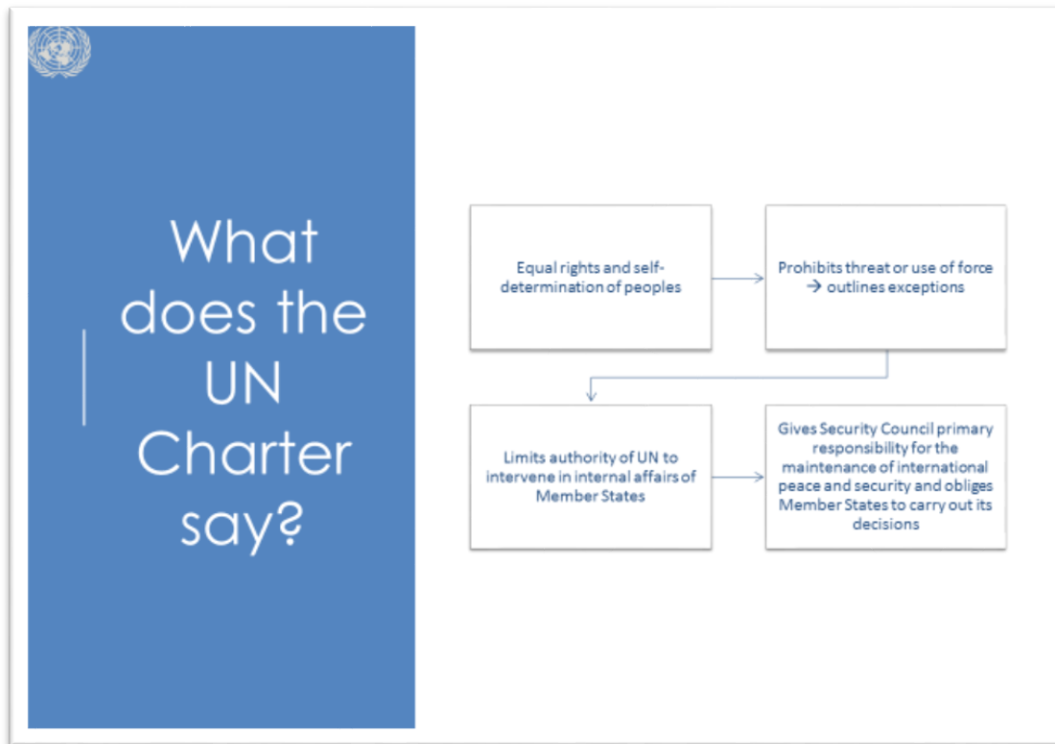 What
does the
UN
Charter
say?
Equal rights and self-
determination of peoples
Prohibits threat or use of force
→ outlines exceptions
Limits authority of UN to
intervene in internal affairs of
Member States
Gives Security Council primary
responsibility for the
maintenance of international
peace and security and obliges
Member States to carry out its
decisions